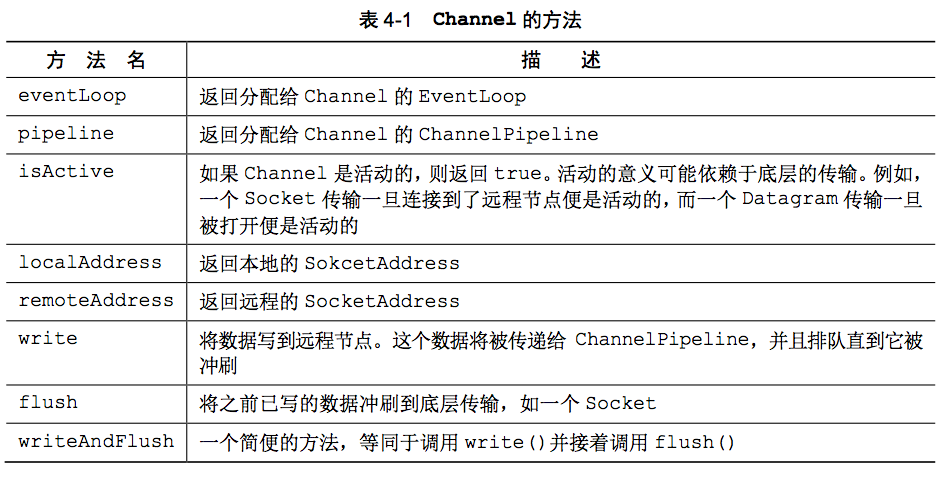 表 4-1 Channel 的方法
方 法 名 描 述
eventLoop 返回分配给 Channel 的 EventLoop
pipeline 返回分配给 Channel 的 ChannelPipeline
isActive 如果 Channel 是活动的，则返回 true。活动的意义可能依赖于底层的传输。例如，
一个 Socket 传输一旦连接到了远程节点便是活动的，而一个 Datagram 传输一旦
被打开便是活动的
localAddress 返回本地的 SokcetAddress
remoteAddress 返回远程的 SocketAddress
write 将数据写到远程节点。这个数据将被传递给 ChannelPipeline，并且排队直到它被
冲刷
flush 将之前已写的数据冲刷到底层传输，如一个 Socket
writeAndFlush 一个简便的方法，等同于调用 write()并接着调用 flush()